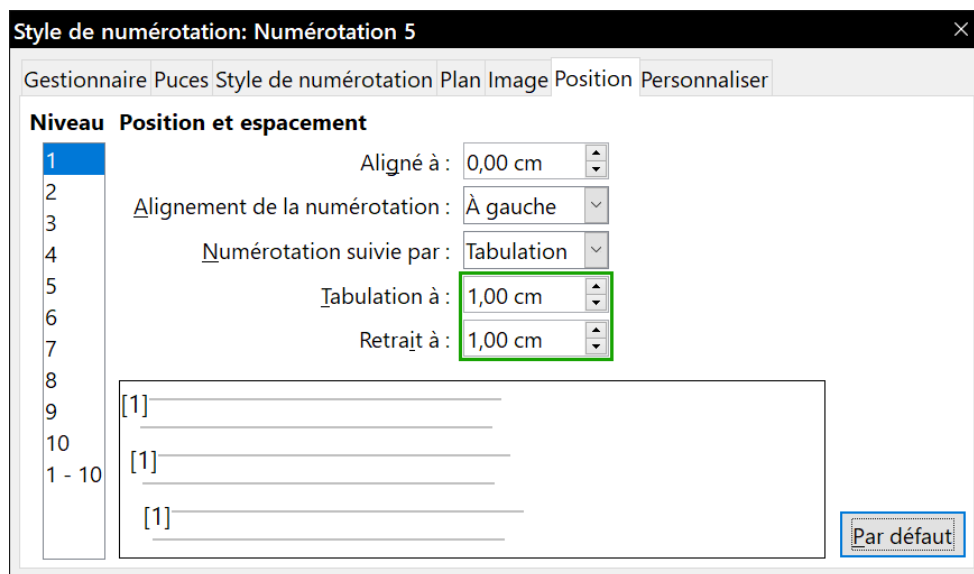 Style de numérotation: Numérotation 5
Gestionnaire Puces Style de numérotation Plan Image Position Personnaliser
Niveau Position et espacement
1
2
3
4
5
6
7
8
9
10
1 - 10
Aligné à : 0,00 cm
Alignement de la numérotation : À gauche
Numérotation suivie par : Tabulation
Tabulation à : 1,00 cm
Retrait à : 1,00 cm
[1]
[1]
[1]
Par défaut